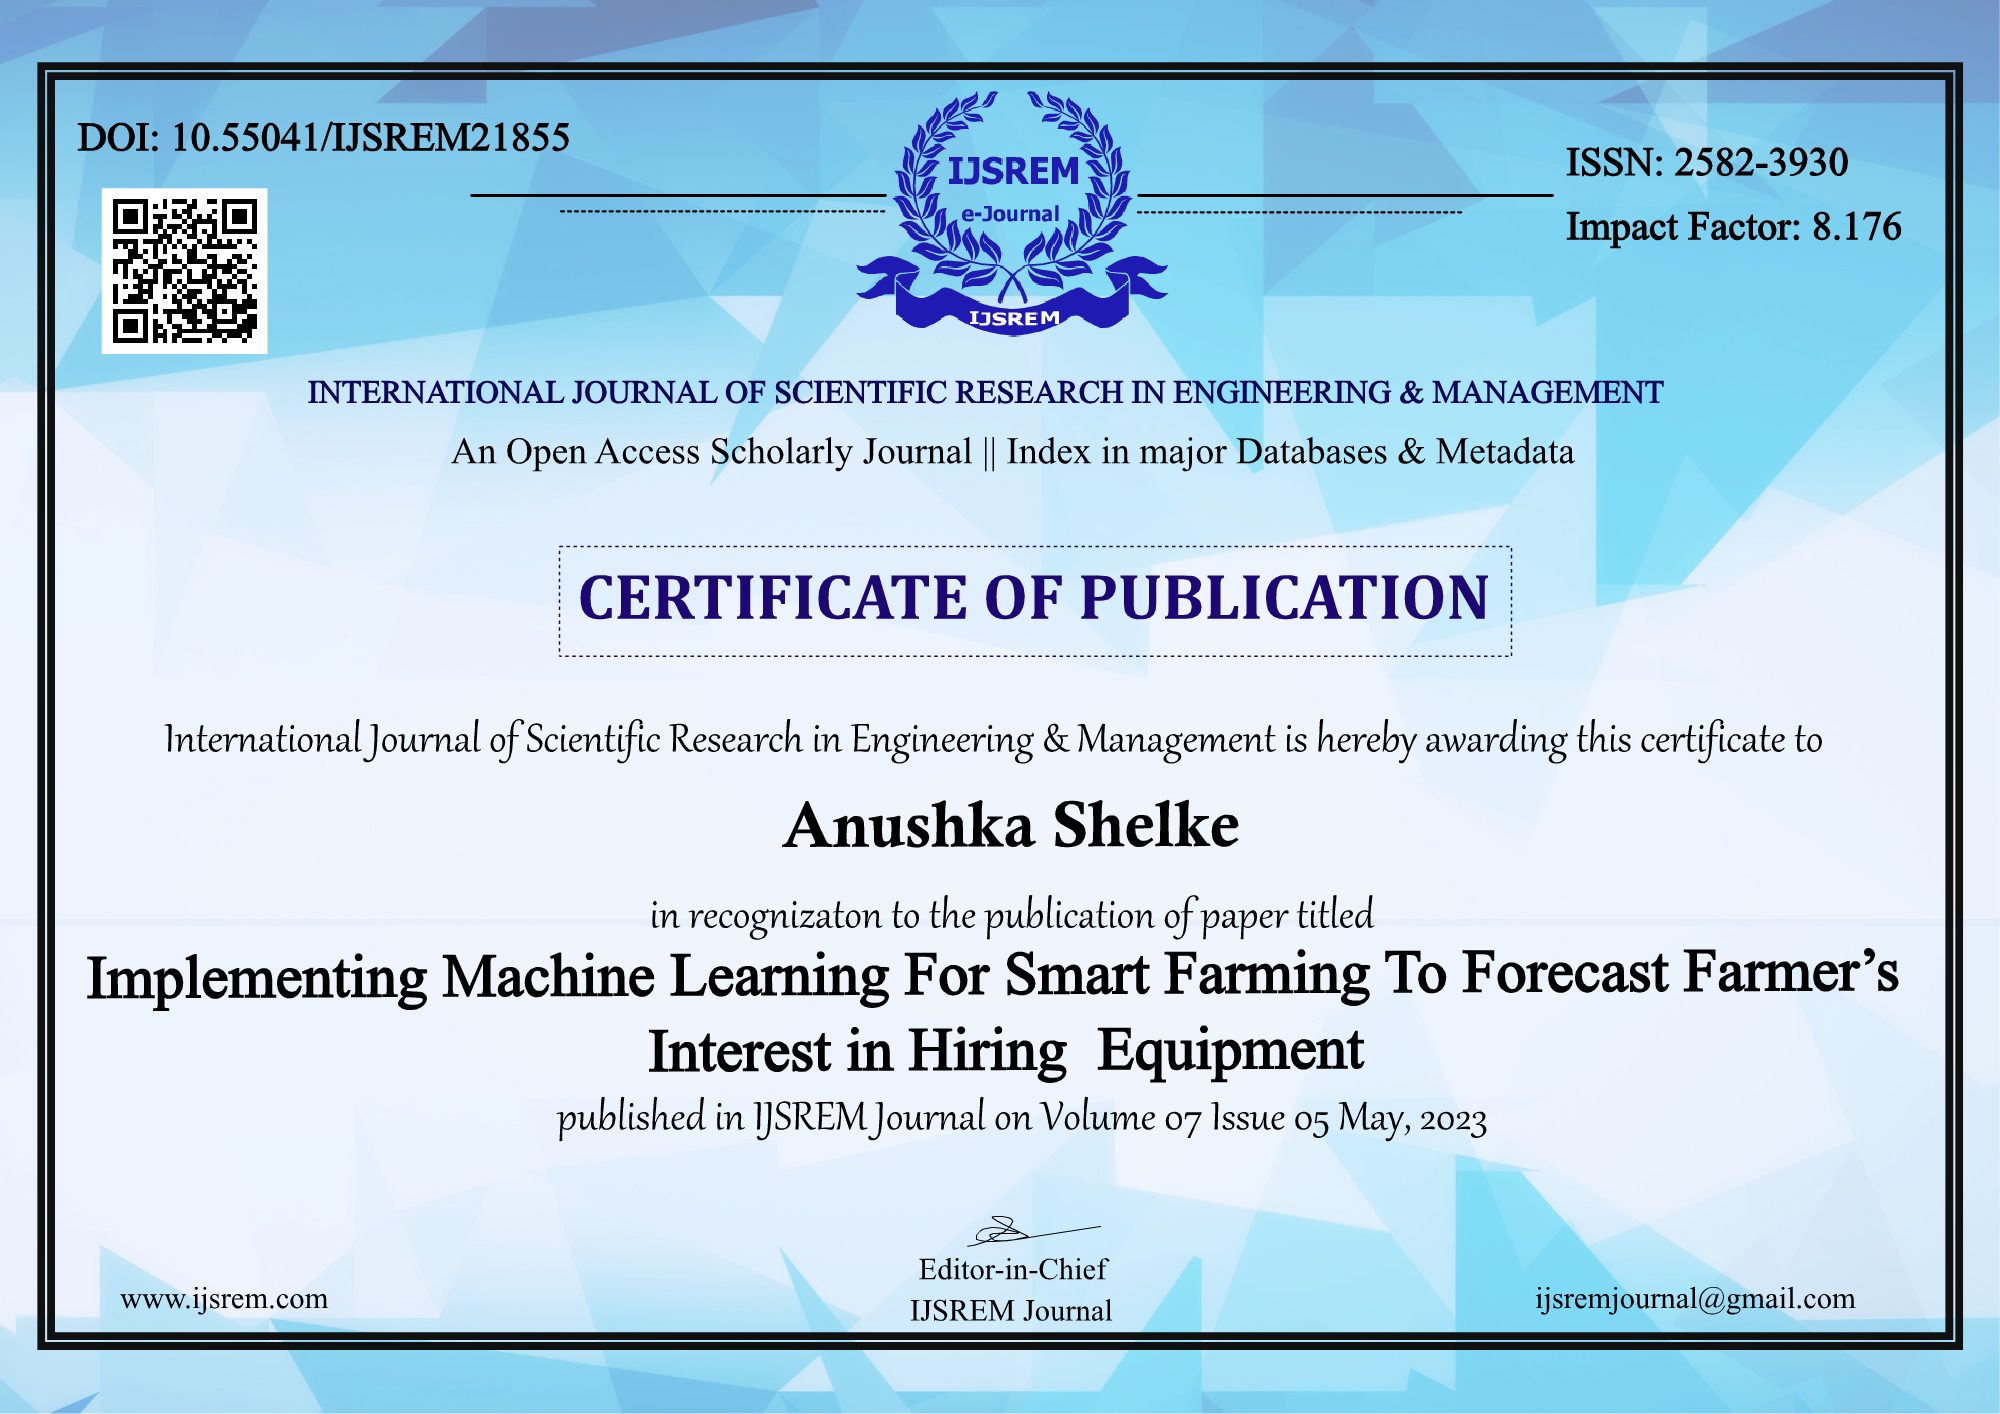 DOI: 10.55041/IJSREM21855
ISSN: 2582-3930
Impact Factor: 8.176
IJSREM
e-Journal
IJSREM
INTERNATIONAL JOURNAL OF SCIENTIFIC RESEARCH IN ENGINEERING & MANAGEMENT
An Open Access Scholarly Journal || Index in major Databases & Metadata
CERTIFICATE OF PUBLICATION
International Journal of Scientific Research in Engineering & Management is hereby awarding this certificate to
Anushka Shelke
in recognizaton to the publication of paper titled
Implementing Machine Learning For Smart Farming To Forecast Farmer’s
Interest in Hiring  Equipment
published in IJSREM Journal on Volume 07 Issue 05 May, 2023
Editor-in-Chief
IJSREM Journal
www.ijsrem.com
ijsremjournal@gmail.com